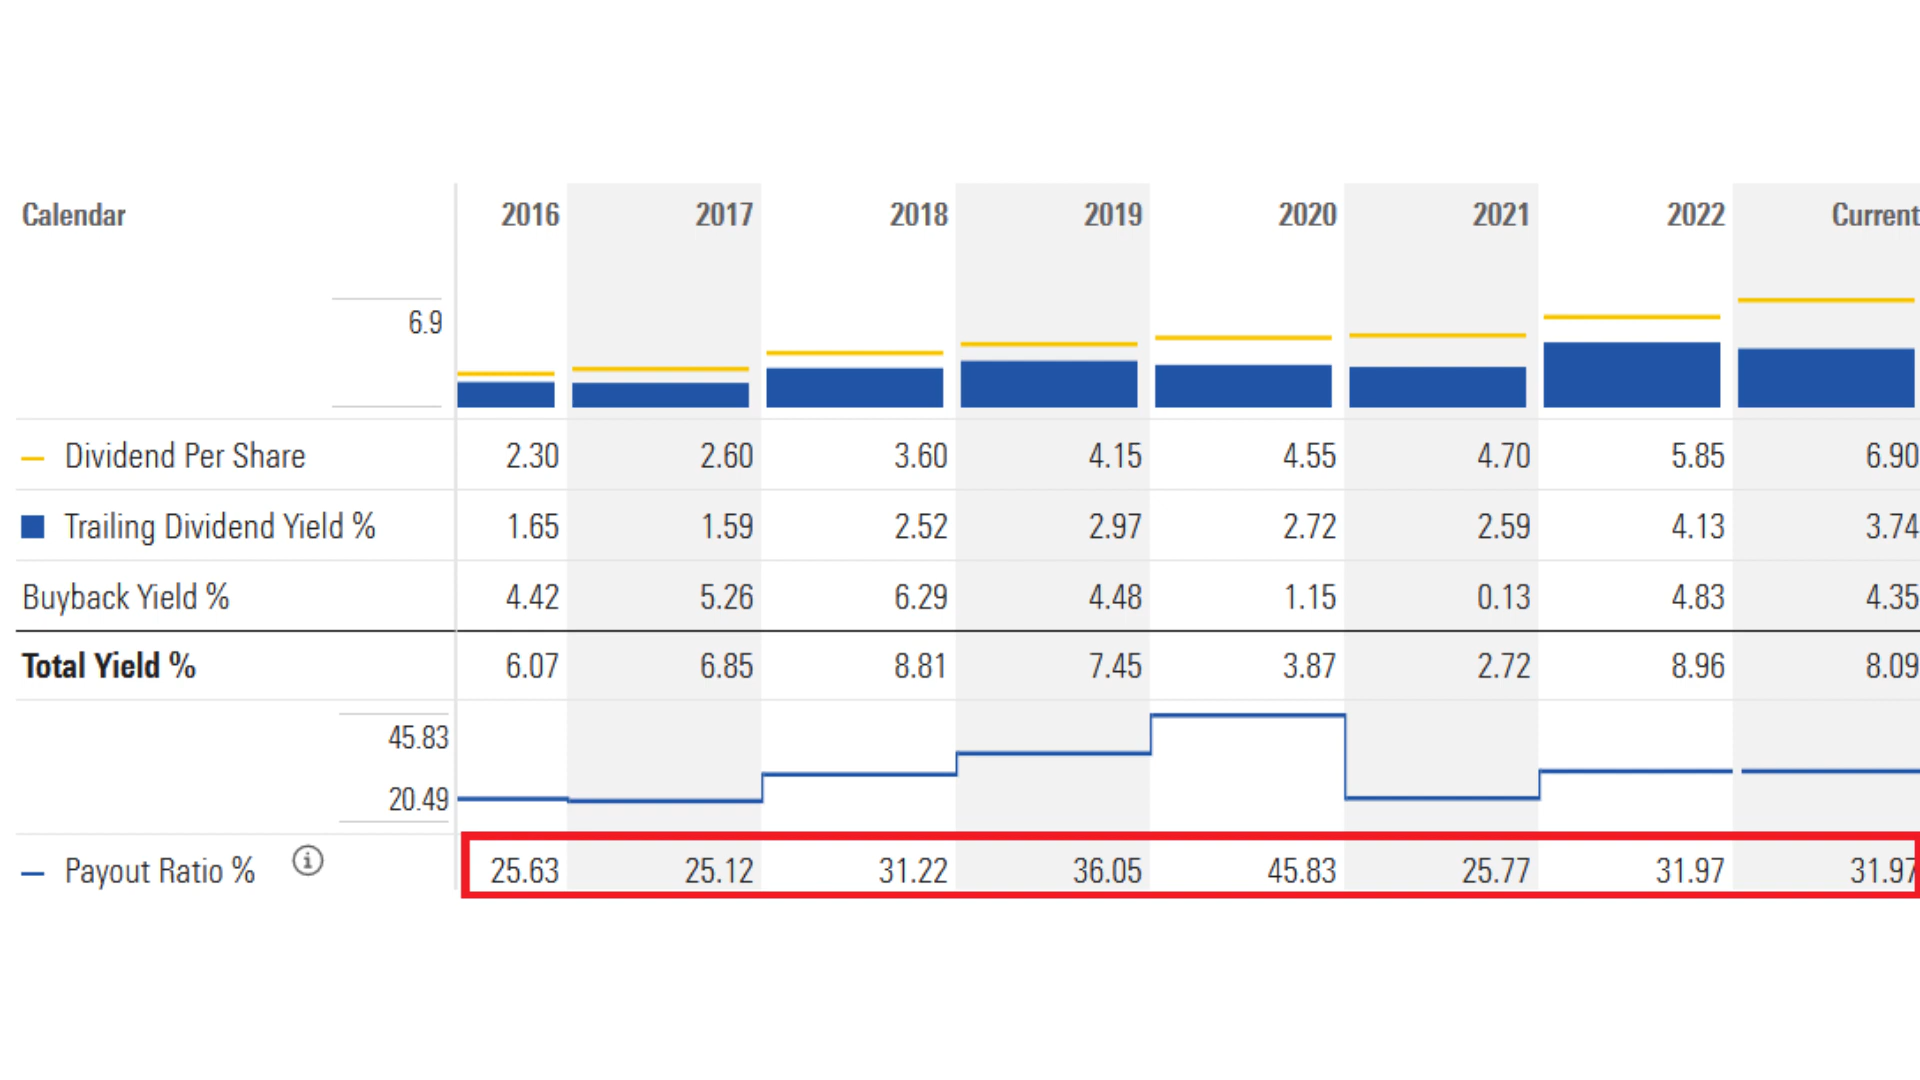 Calendar 2016 2017 2018 2019 2020 2021 2022 Current
6.9
Dividend Per Share 2.30 2.60 3.60 4.15 4.55 4.70 5.85 6.90
Trailing Dividend Yield % 1.65 1.59 2.52 2.97 2.72 2.59 4.13 3.74
Buyback Yield % 4.42 5.26 6.29 4.48 1.15 0.13 4.83 4.35
Total Yield % 6.07 6.85 8.81 7.45 3.87 2.72 8.96 8.09
45.83
20.49
Payout Ratio % i 25.63 25.12 31.22 36.05 45.83 25.77 31.97 31.97